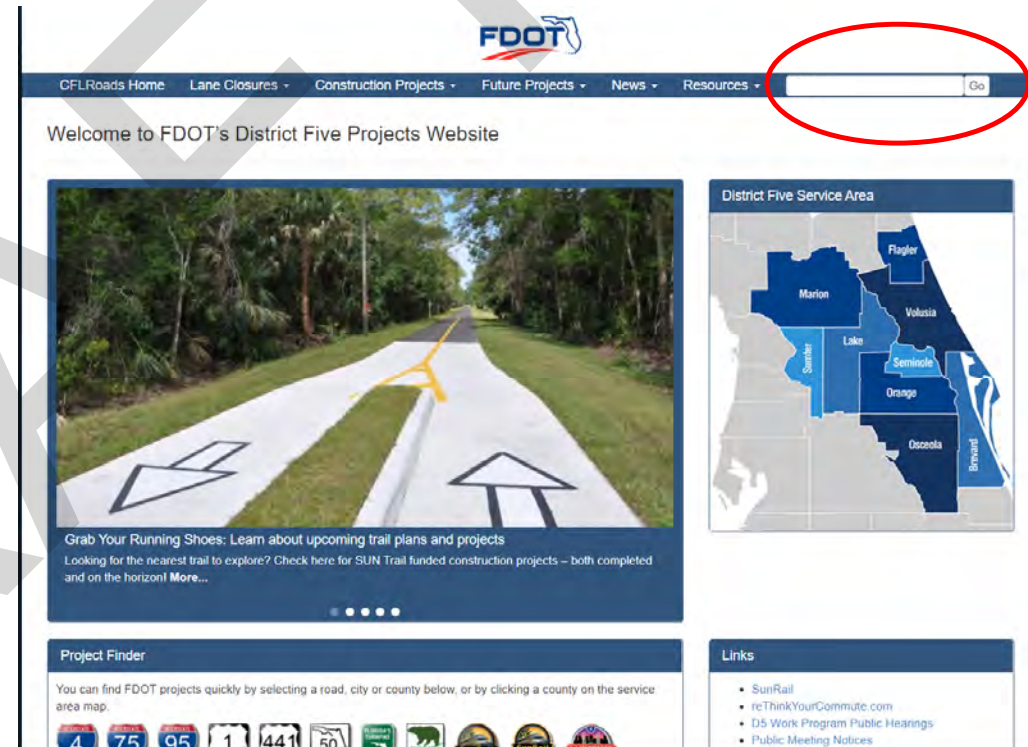 FDOT
CFLRoads Home Lane Closures Construction Projects Future Projects News Resources Go
Welcome to FDOT's District Five Projects Website
District Five Service Area
Flagler
Marion
Volusia
Lake
Sumter
Seminole
Orange
Osceola
Brevard
Grab Your Running Shoes: Learn about upcoming trail plans and projects
Looking for the nearest trail to explore? Check here for SUN Trail funded construction projects – both completed
and on the horizon! More...
Project Finder
You can find FDOT projects quickly by selecting a road, city or county below, or by clicking a county on the service
area map.
4 75 95 1 441 50
Links
SunRail
reThinkYourCommute.com
D5 Work Program Public Hearings
Public Meeting Notices